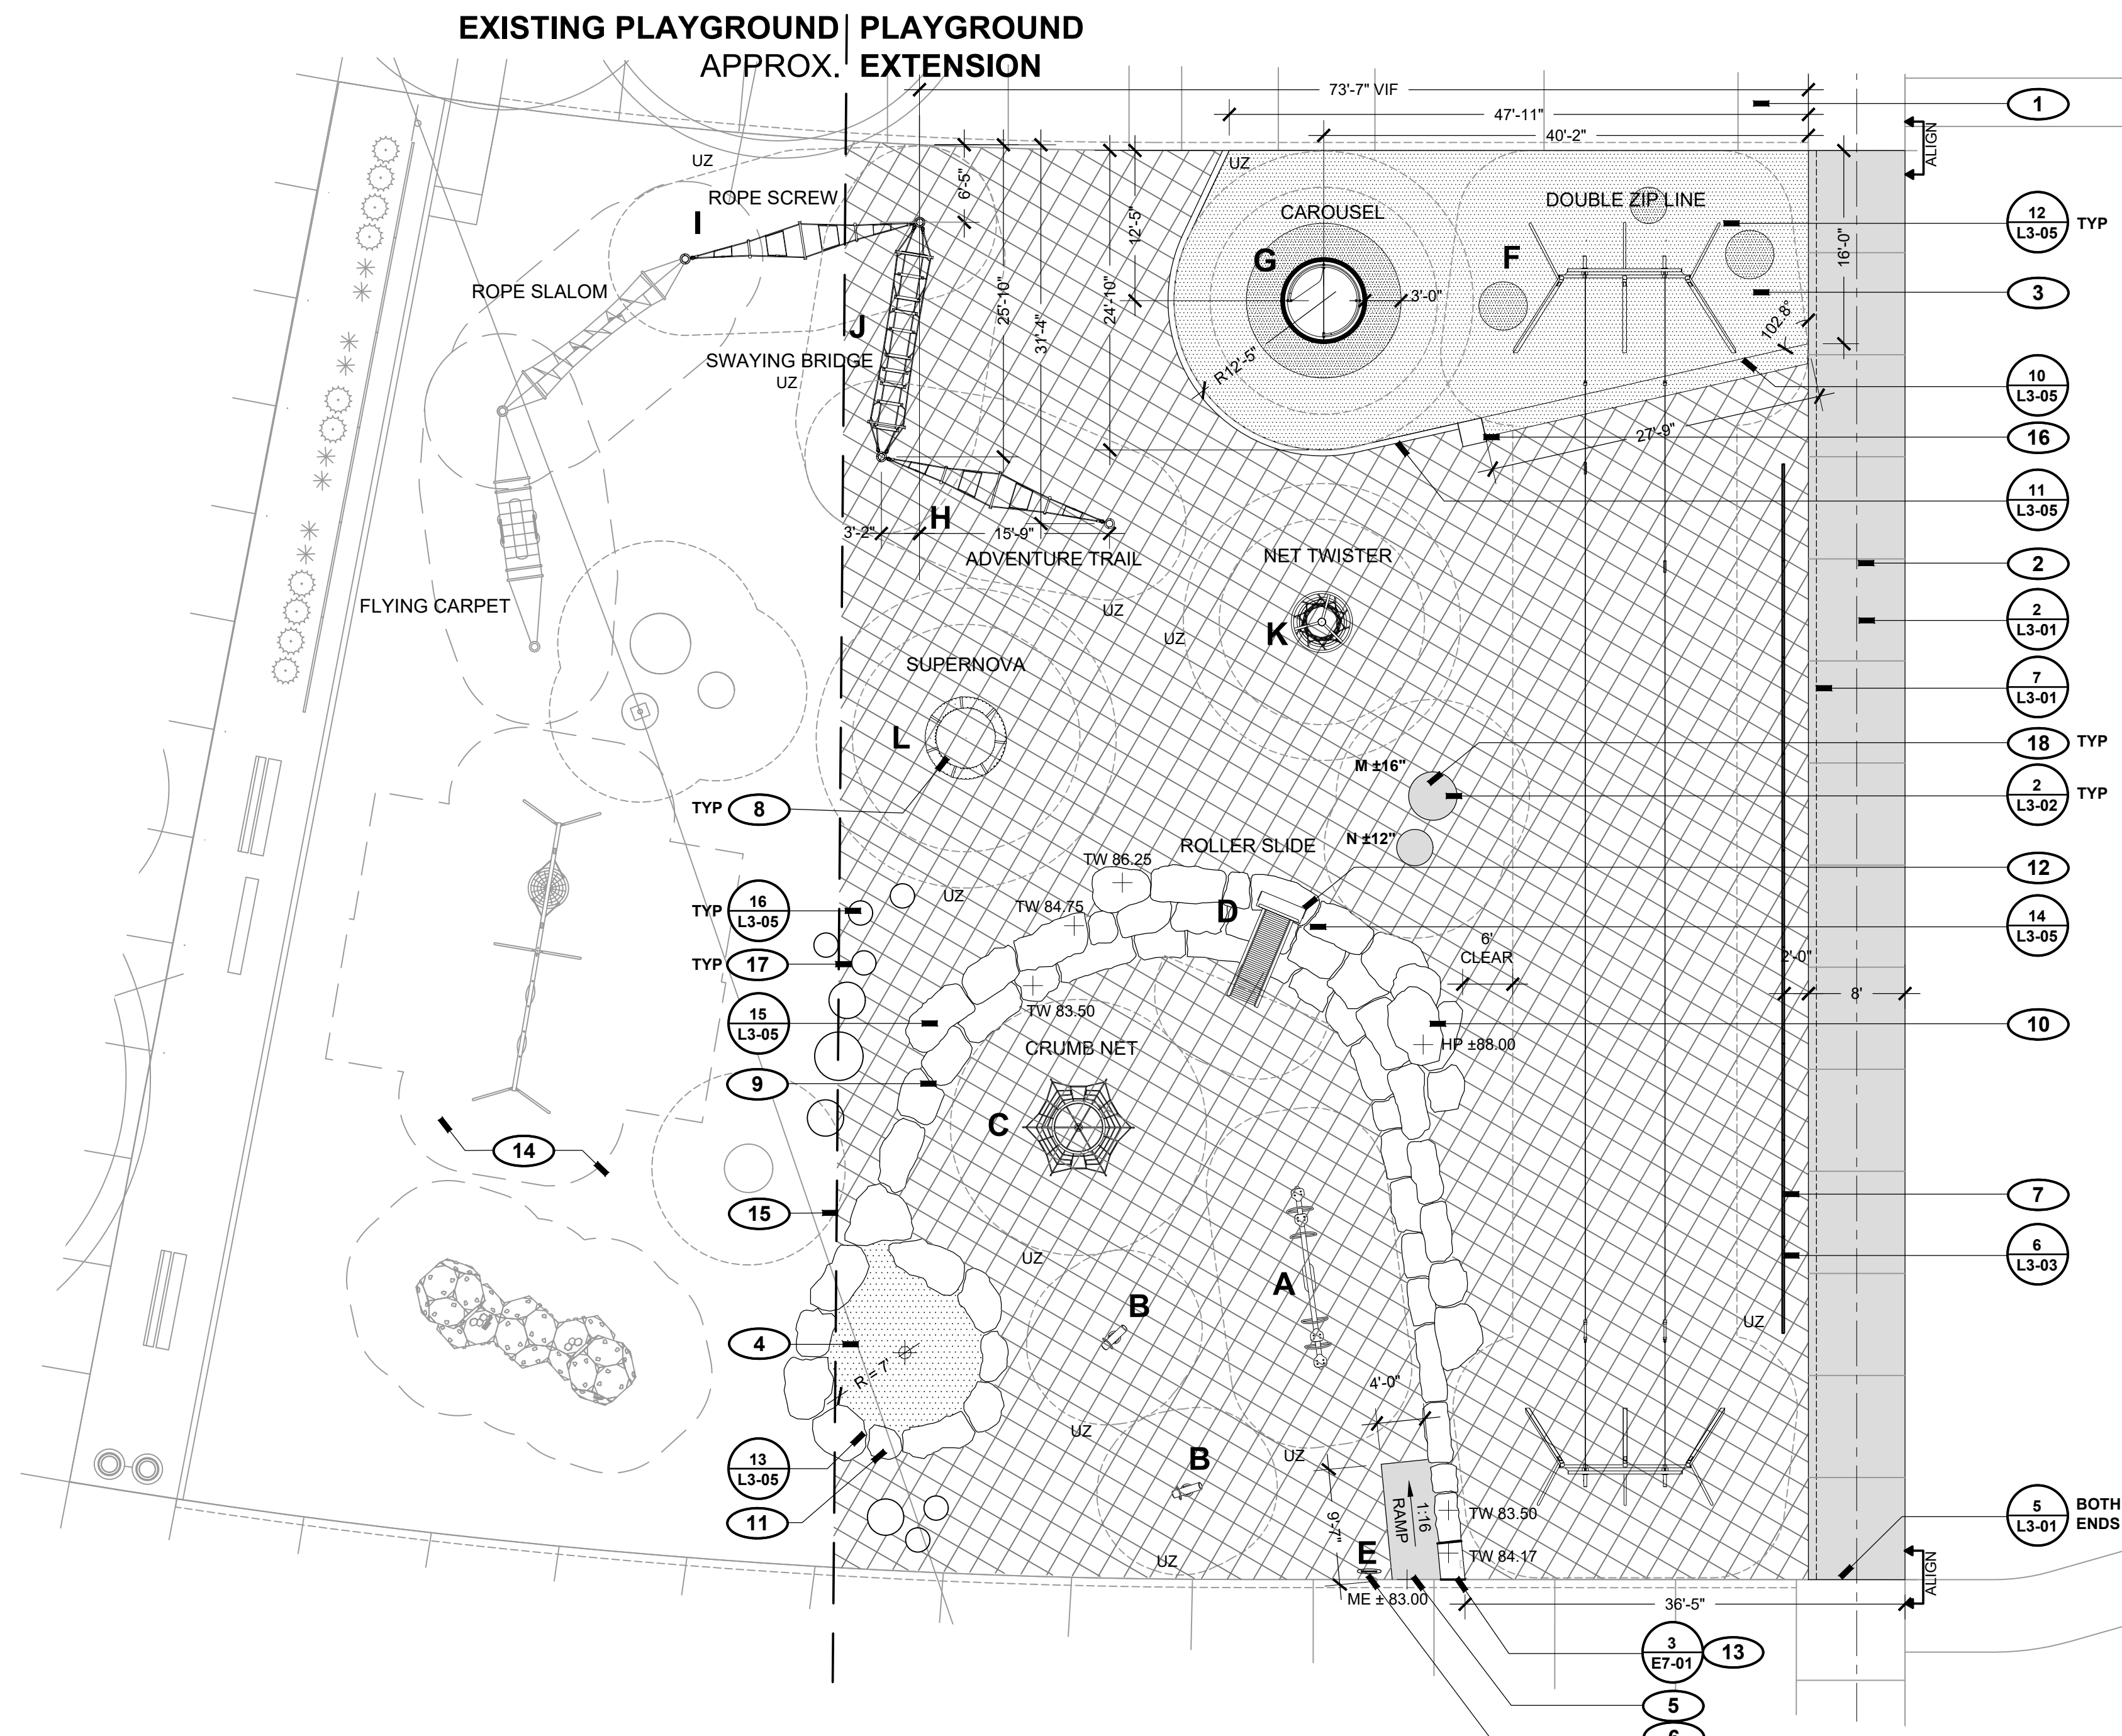 EXISTING PLAYGROUND PLAYGROUND
APPROX. EXTENSION
73'-7" VIF
47'-11"
40'-2"
1
ALIGN
UZ
UZ
ROPE SCREW
I
6'-5"
12'-5"
CAROUSEL
DOUBLE ZIP LINE
12
L3-05
TYP
16'-0"
G
F
3
ROPE SLALOM
25'-10"
31'-4"
24'-10"
3'-0"
102.8°
J
SWAYING BRIDGE
UZ
R12'-5"
10
L3-05
27'-9"
16
11
L3-05
H
3'-2"
15'-9"
ADVENTURE TRAIL
NET TWISTER
2
FLYING CARPET
UZ
UZ
K
2
L3-01
SUPERNOVA
7
L3-01
L
18
TYP
M ±16"
2
L3-02
TYP
TYP
8
N ±12"
ROLLER SLIDE
TW 86.25
12
UZ
TYP
16
L3-05
TW 84.75
D
14
L3-05
6'
CLEAR
2'-0"
TYP
17
8'
TW 83.50
15
L3-05
10
CRUMB NET
HP ±88.00
9
C
14
7
15
UZ
6
L3-03
A
B
UZ
4
R = 7'
4'-0"
UZ
UZ
B
13
L3-05
1:16
RAMP
TW 83.50
9'-7"
5
L3-01
BOTH
ENDS
11
UZ
E
TW 84.17
ALIGN
ME ± 83.00
36'-5"
3
E7-01
13
5
6